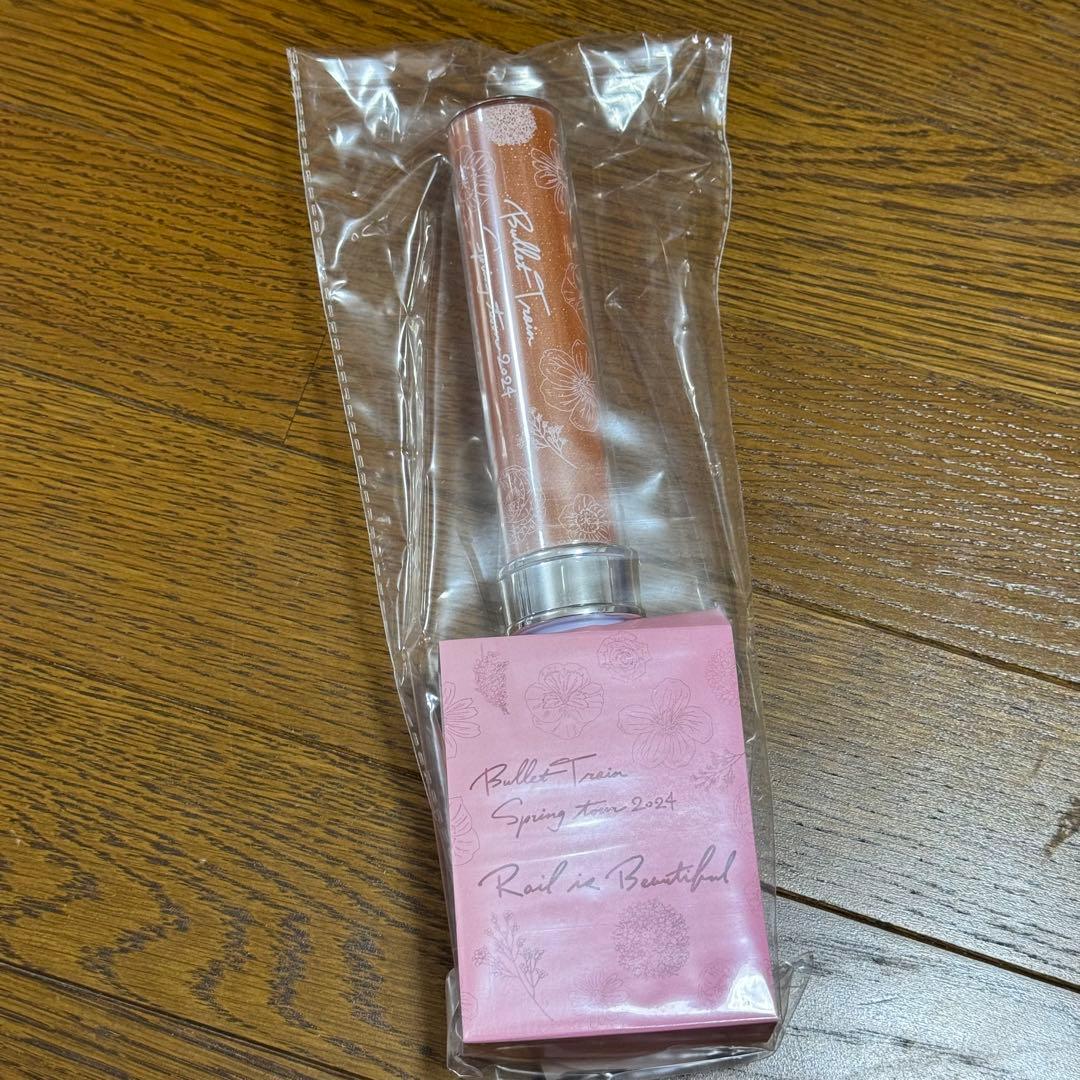 Bullet Train
Spring tour 2024
Bullet Train
Spring tour 2024
Rail is Beautiful